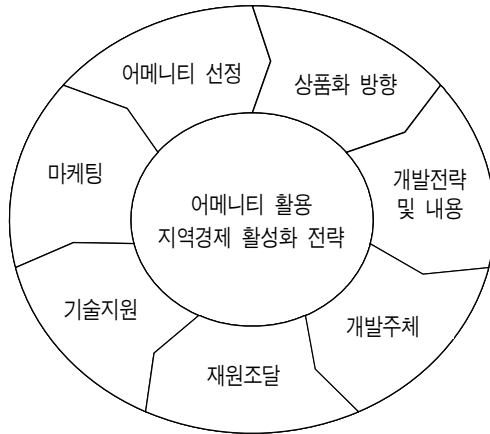 어메니티 선정
상품화 방향
개발전략
및 내용
개발주체
재원조달
기술지원
마케팅
어메니티 활용
지역경제 활성화 전략